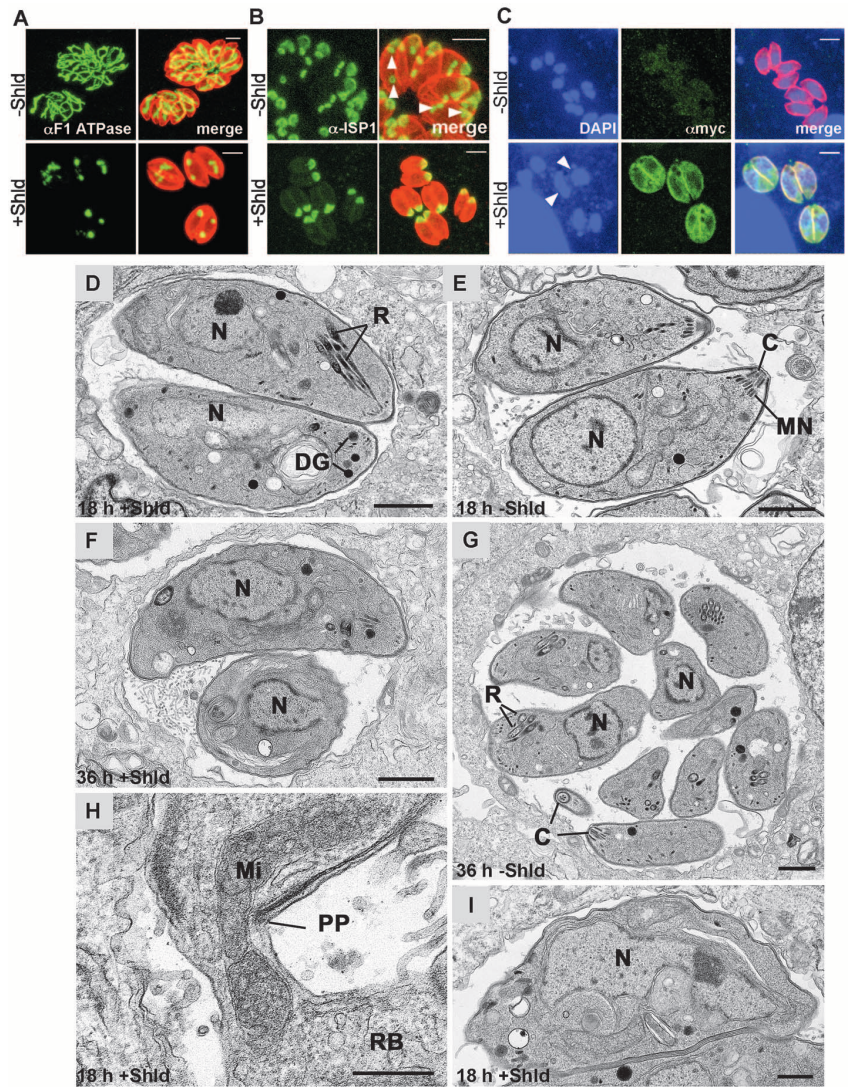 A
B
C
-Shld
αF1 ATPase
merge
+Shld
-Shld
α-ISP1
merge
+Shld
-Shld
DAPI
αmyc
merge
+Shld
D
N
R
N
DG
18 h +Shld
E
N
C
N
MN
18 h -Shld
F
N
N
36 h +Shld
G
N
R
N
C
36 h -Shld
H
Mi
PP
RB
18 h +Shld
I
N
18 h +Shld